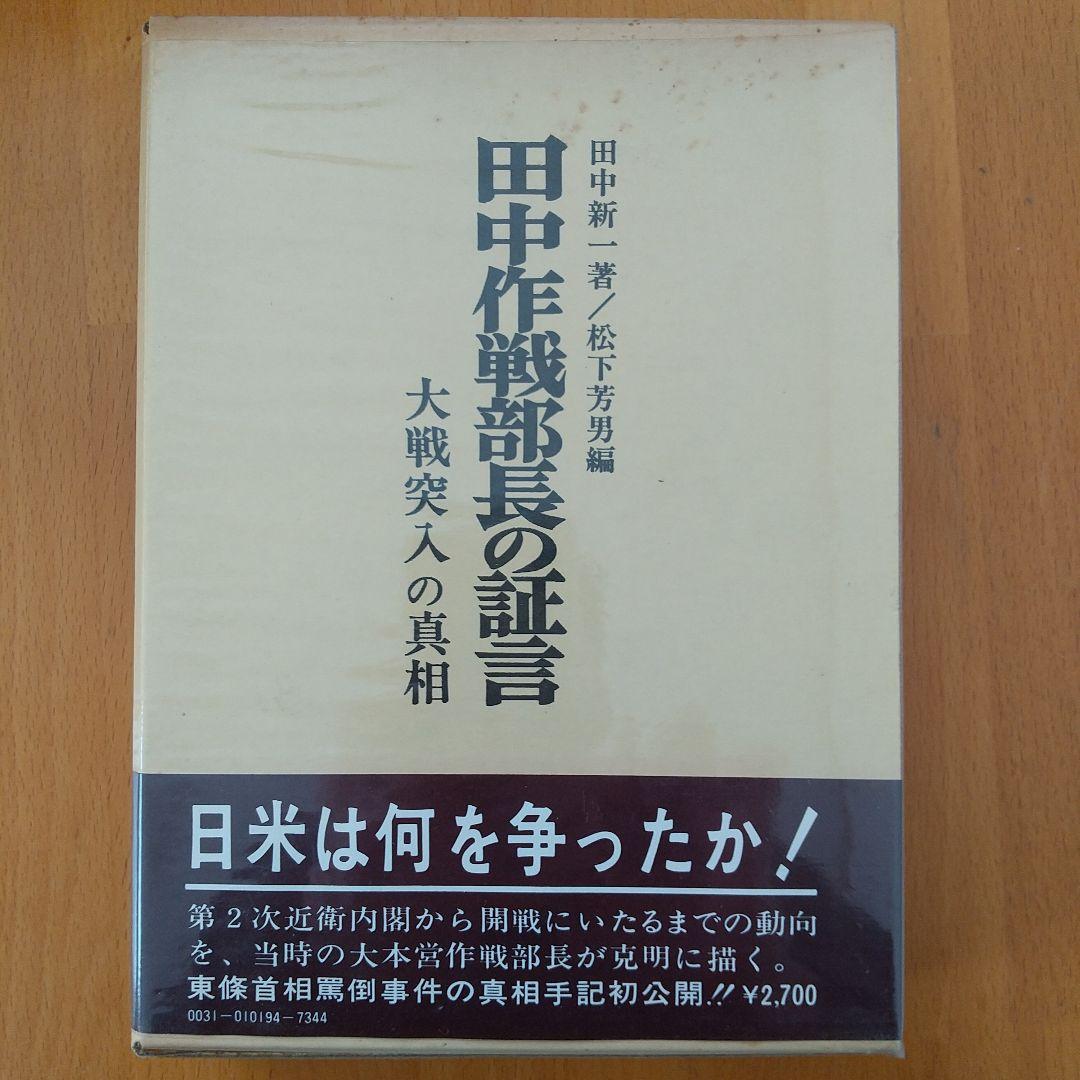 田中新一著/松下芳男編
田中作戦部長の証言
大戦突入の真相
日米は何を争ったか!
第2次近衛内閣から開戦にいたるまでの動向
を、当時の大本営作戦部長が克明に描く。
東條首相罵倒事件の真相手記初公開!! ¥2,700
0031-010194-7344